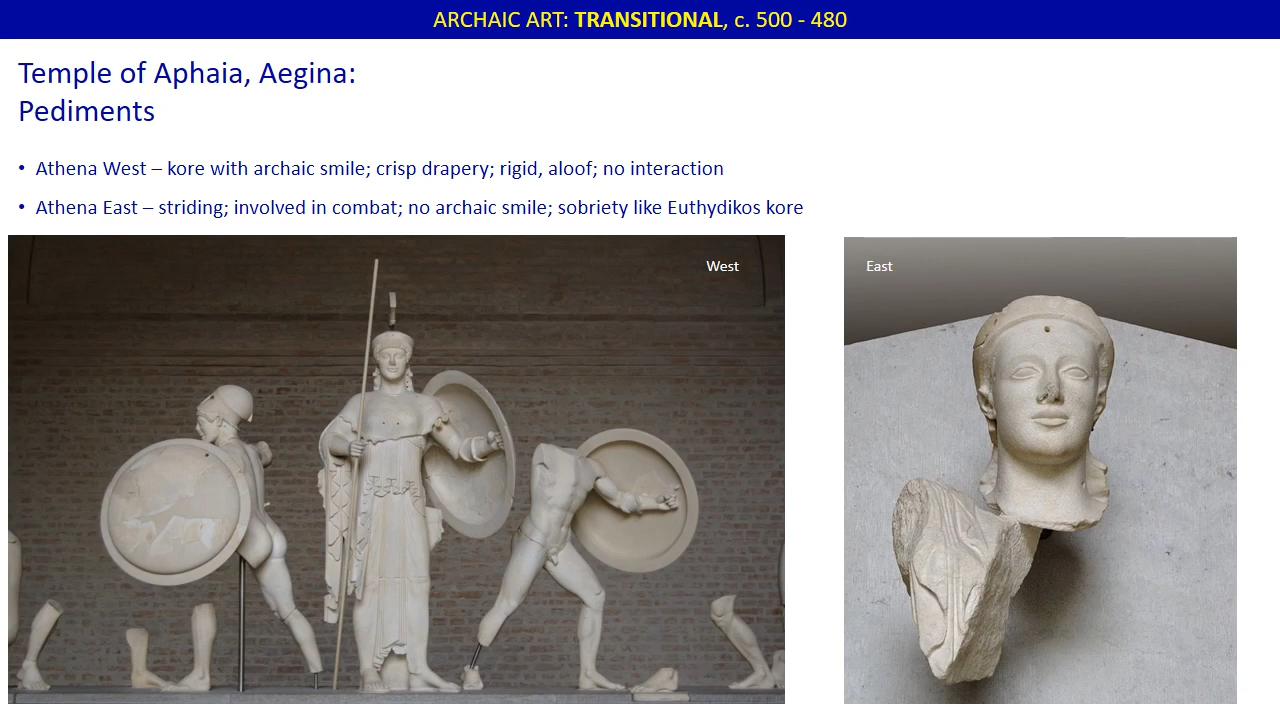 ARCHAIC ART: TRANSITIONAL, c. 500 - 480
Temple of Aphaia, Aegina:
Pediments
• Athena West – kore with archaic smile; crisp drapery; rigid, aloof; no interaction
• Athena East – striding; involved in combat; no archaic smile; sobriety like Euthydikos kore
West
East